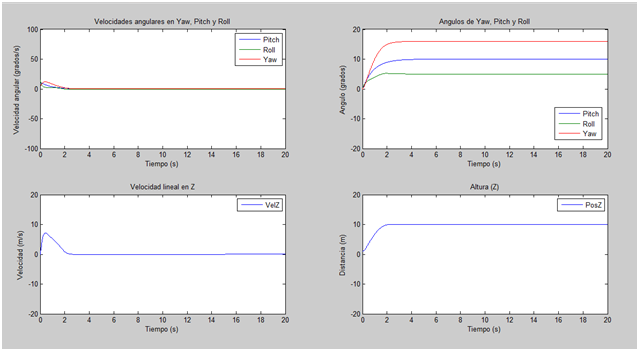 Velocidades angulares en Yaw, Pitch y Roll
Velocidad angular (grados/s)
100
50
0
-50
-100
Pitch
Roll
Yaw
0 2 4 6 8 10 12 14 16 18 20
Tiempo (s)
Angulos de Yaw, Pitch y Roll
Angulo (grados)
20
10
0
-10
-20
Pitch
Roll
Yaw
0 2 4 6 8 10 12 14 16 18 20
Tiempo (s)
Velocidad lineal en Z
Velocidad (m/s)
20
10
0
-10
-20
VelZ
0 2 4 6 8 10 12 14 16 18 20
Tiempo (s)
Altura (Z)
Distancia (m)
20
10
0
-10
-20
PosZ
0 2 4 6 8 10 12 14 16 18 20
Tiempo (s)